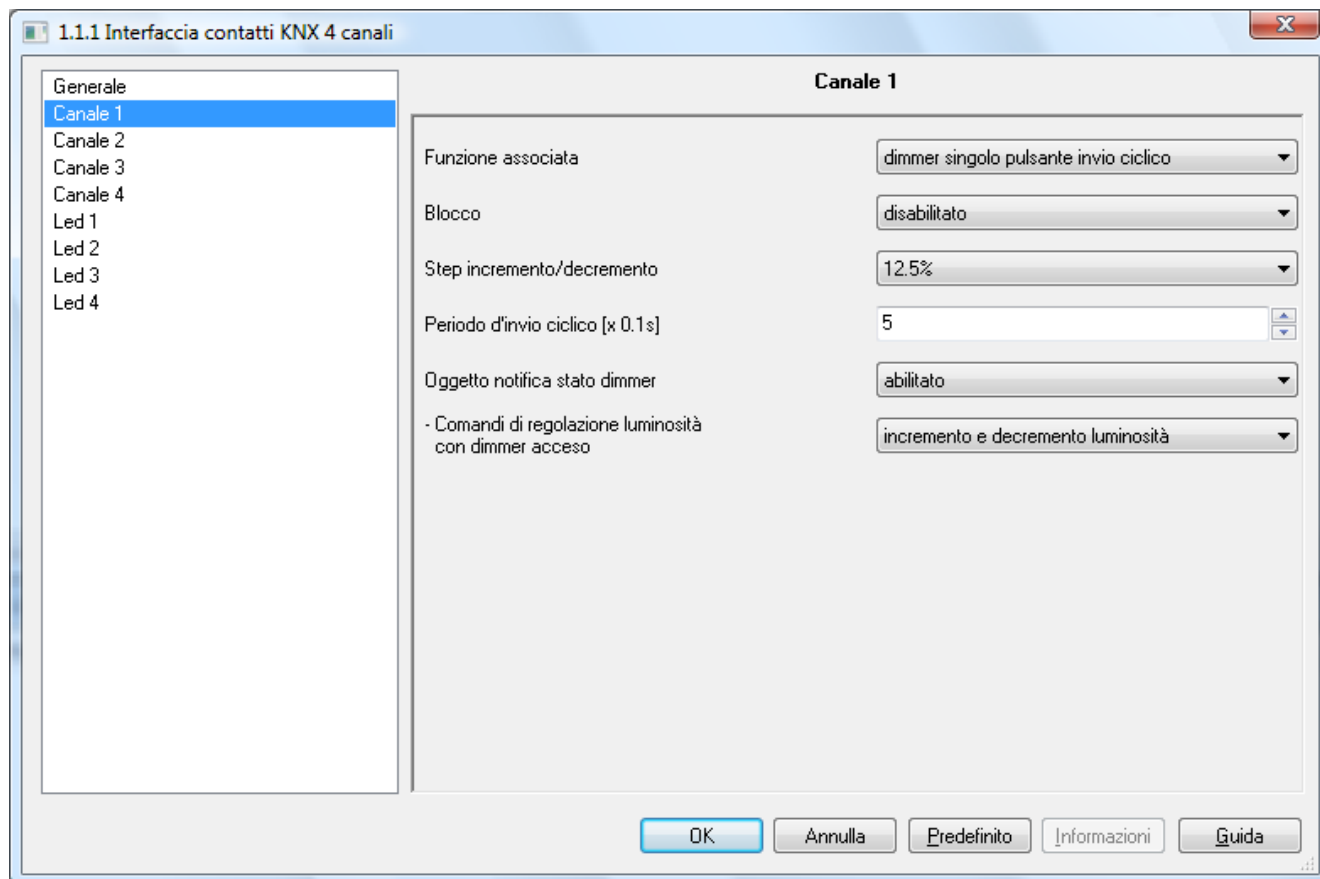 1.1.1 Interfaccia contatti KNX 4 canali
Generale
Canale 1
Canale 2
Canale 3
Canale 4
Led 1
Led 2
Led 3
Led 4
Canale 1
Funzione associata
dimmer singolo pulsante invio ciclico
Blocco
disabilitato
Step incremento/decremento
12.5%
Periodo d'invio ciclico [x 0.1s]
5
Oggetto notifica stato dimmer
abilitato
- Comandi di regolazione luminosità
con dimmer acceso
incremento e decremento luminosità
OK
Annulla
Predefinito
Informazioni
Guida